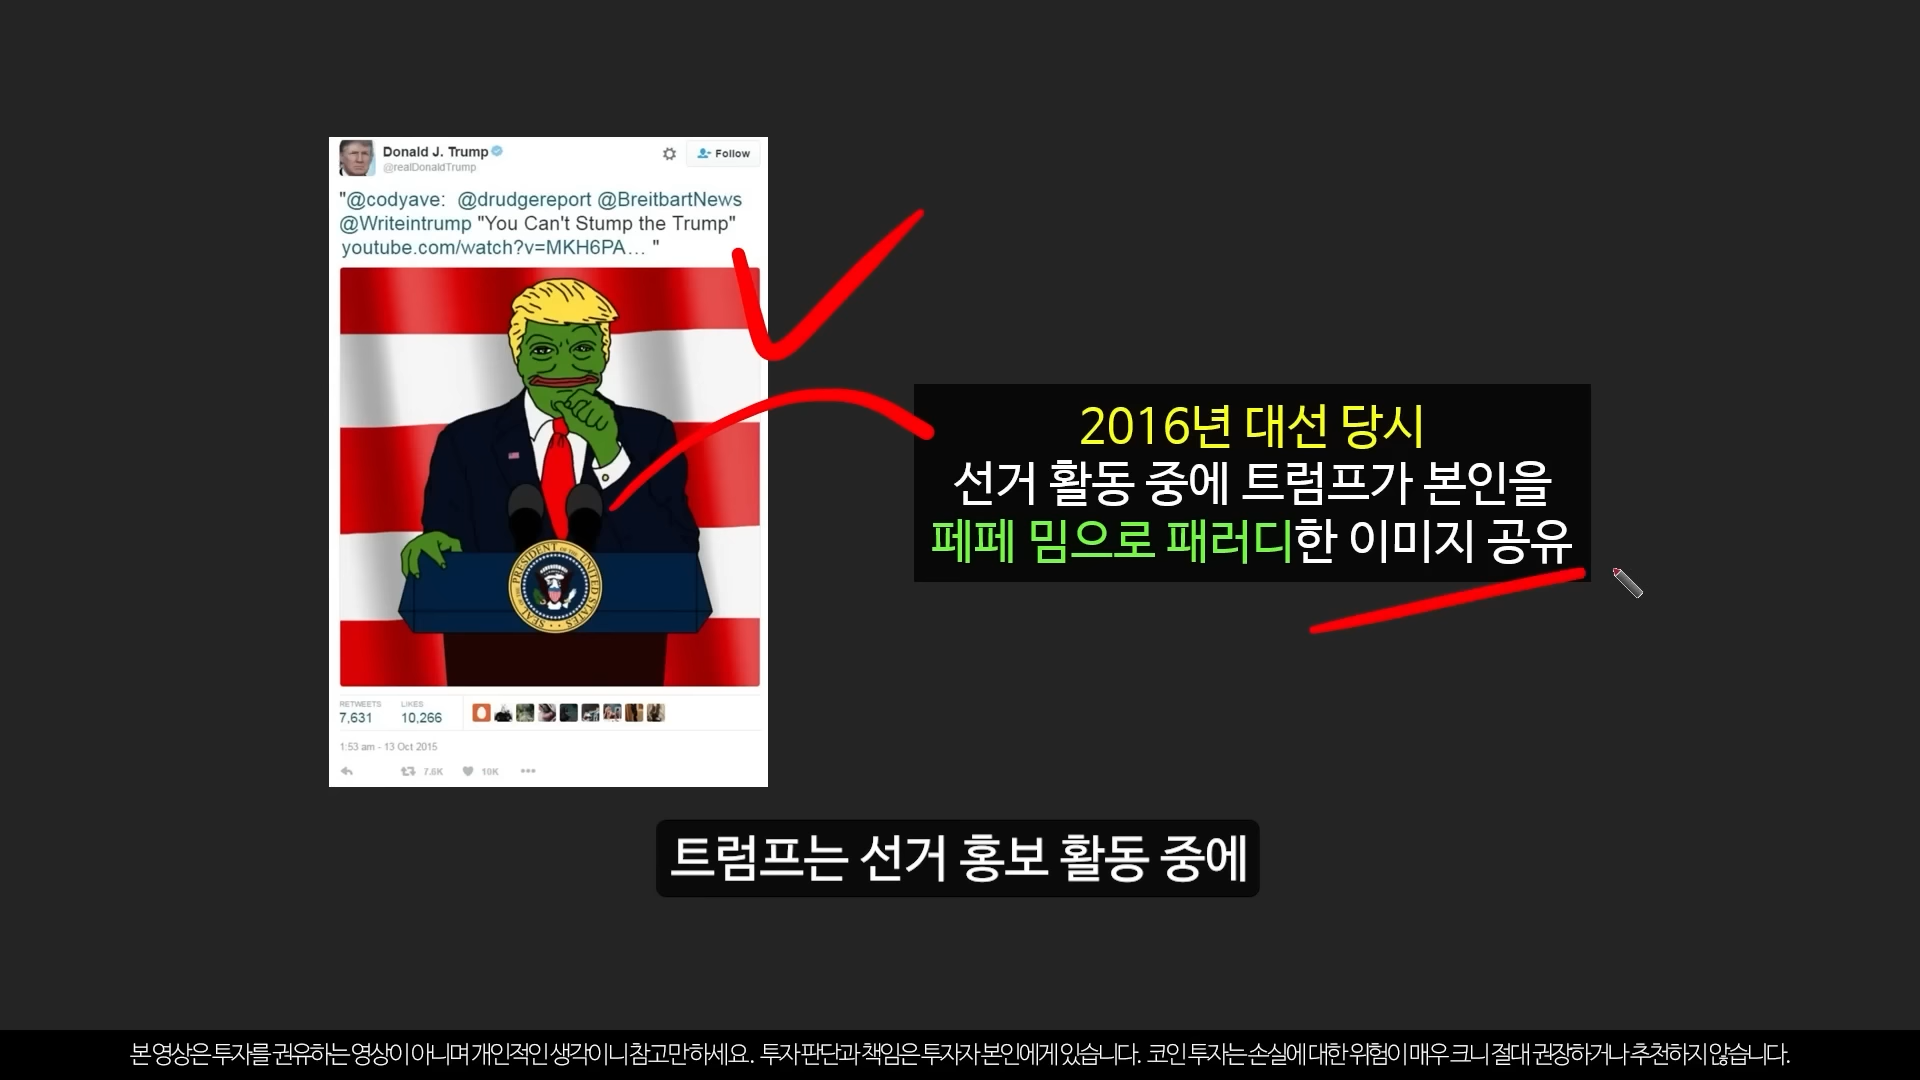 Donald J. Trump
@realDonaldTrump
Follow
"@codyave: @drudgereport @BreitbartNews
@Writeintrump "You Can't Stump the Trump"
youtube.com/watch?v=MKH6PA... "
SEAL OF THE PRESIDENT OF THE UNITED STATES
RETWEETS
7,631
LIKES
10,266
1:53 am - 13 Oct 2015
7.6K
10K
2016년 대선 당시
선거 활동 중에 트럼프가 본인을
페페 밈으로 패러디한 이미지 공유
트럼프는 선거 홍보 활동 중에
본 영상은 투자를 권유하는 영상이 아니며 개인적인 생각이니 참고만 하세요. 투자 판단과 책임은 투자자 본인에게 있습니다. 코인 투자는 손실에 대한 위험이 매우 크니 절대 권장하거나 추천하지 않습니다.